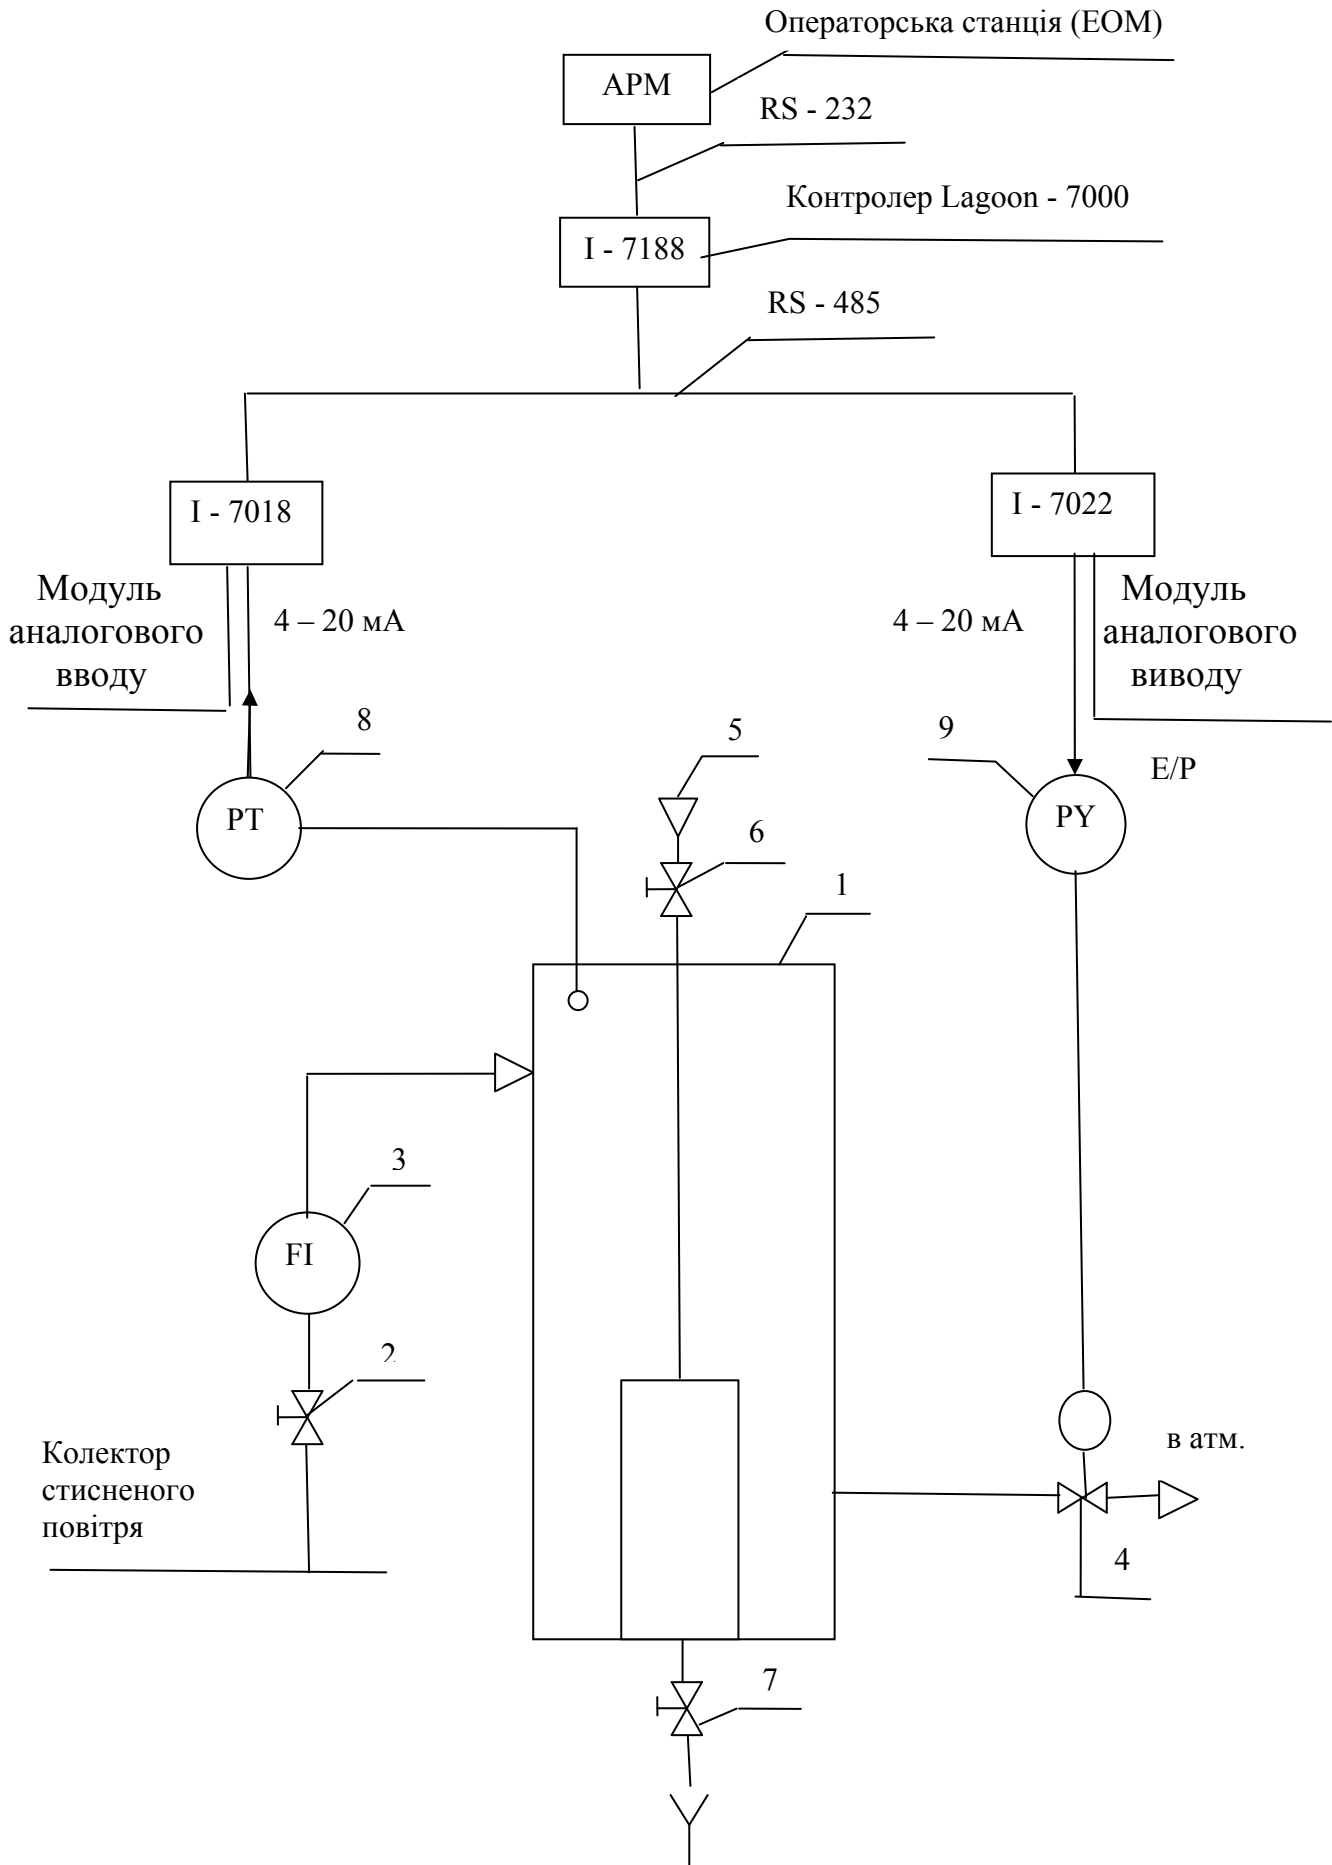 Операторська станція (ЕОМ)
АРМ
RS - 232
Контролер Lagoon - 7000
I - 7188
RS - 485
I - 7018
I - 7022
Модуль
аналогового
вводу
4 – 20 мА
4 – 20 мА
Модуль
аналогового
виводу
8
5
9
E/P
PT
6
PY
1
3
FI
2
Колектор
стисненого
повітря
в атм.
4
7